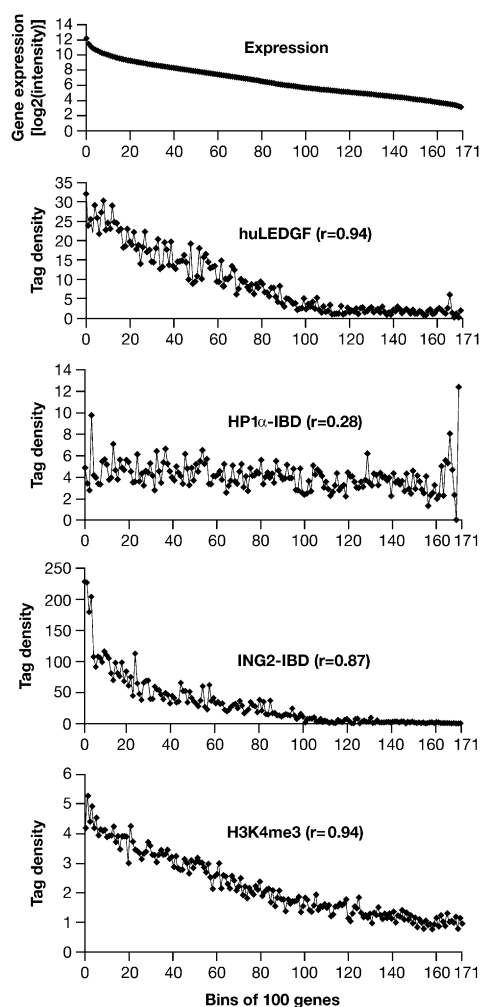 Expression
Gene expression
[log2(intensity)]
14
12
10
8
6
4
2
0
0 20 40 60 80 100 120 140 160 171
huLEDGF (r=0.94)
Tag density
35
30
25
20
15
10
5
0
0 20 40 60 80 100 120 140 160 171
HP1α-IBD (r=0.28)
Tag density
14
12
10
8
6
4
2
0
0 20 40 60 80 100 120 140 160 171
ING2-IBD (r=0.87)
Tag density
250
200
150
100
50
0
0 20 40 60 80 100 120 140 160 171
H3K4me3 (r=0.94)
Tag density
6
5
4
3
2
1
0
0 20 40 60 80 100 120 140 160 171
Bins of 100 genes